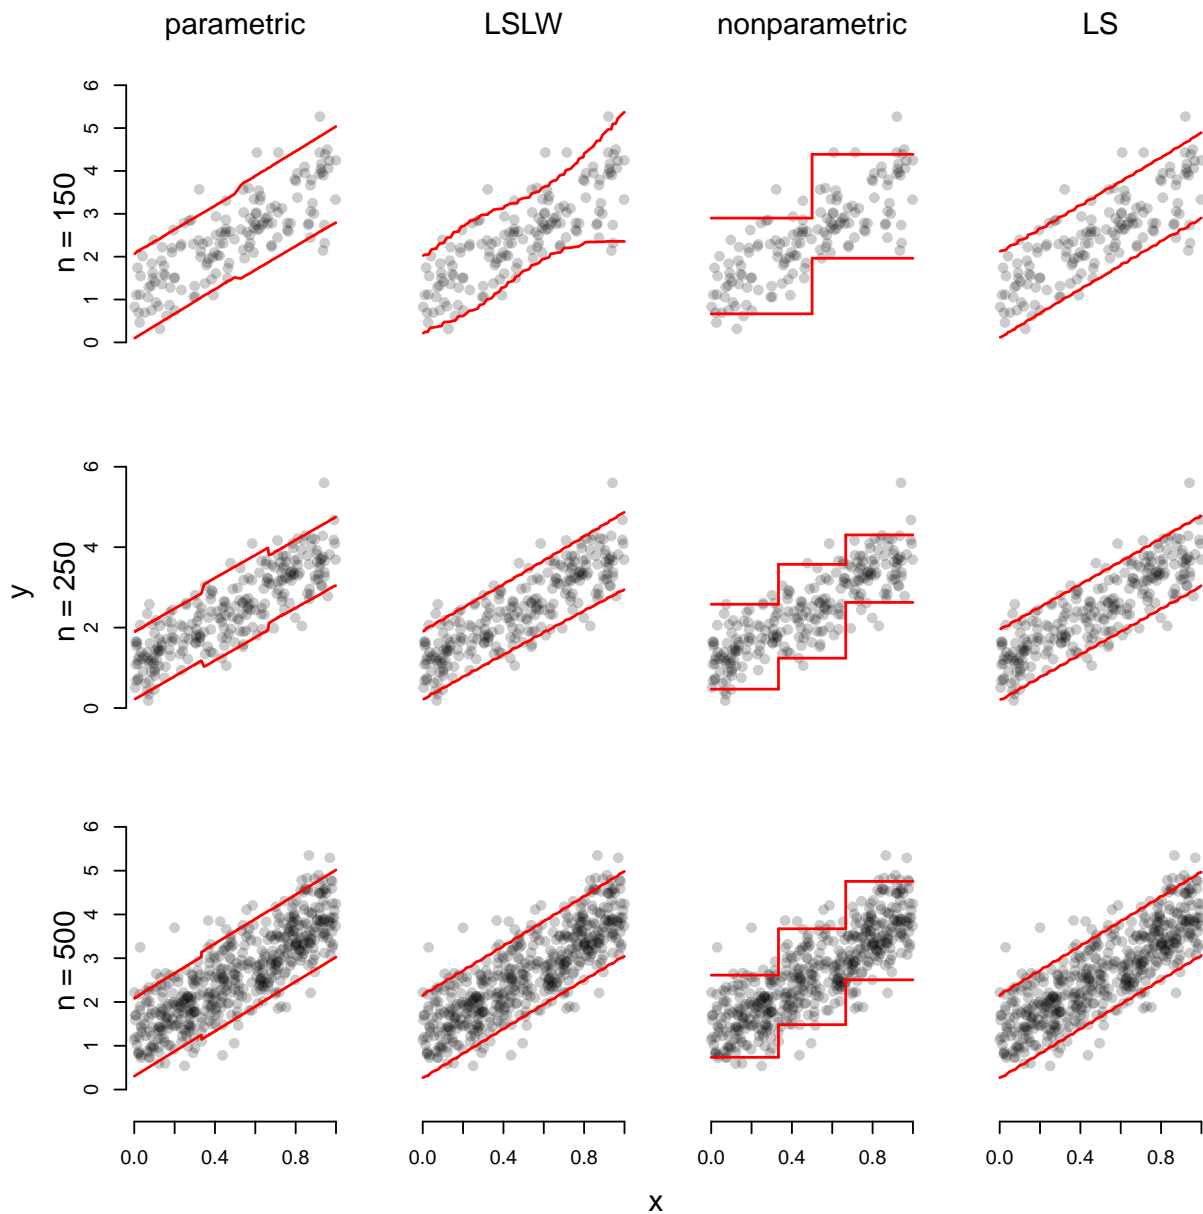 parametric LSLW nonparametric LS
n = 150
0 1 2 3 4 5 6
y
n = 250
0 2 4 6
n = 500
0 1 2 3 4 5 6
0.0 0.4 0.8 0.0 0.4 0.8 0.0 0.4 0.8 0.0 0.4 0.8
x